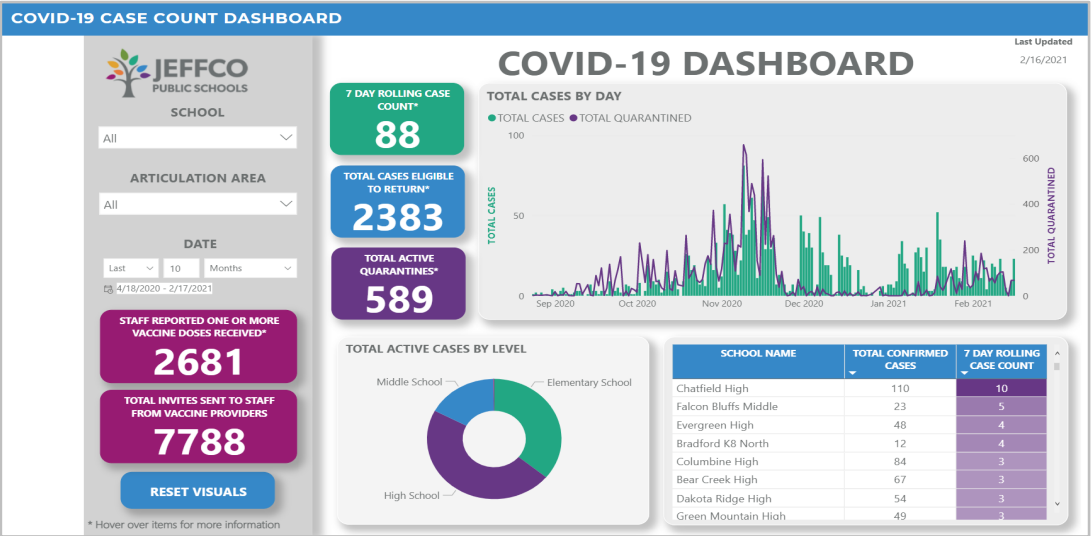 COVID-19 CASE COUNT DASHBOARD
JEFFCO
PUBLIC SCHOOLS
SCHOOL
All
ARTICULATION AREA
All
DATE
Last 10 Months
4/18/2020 - 2/17/2021
STAFF REPORTED ONE OR MORE
VACCINE DOSES RECEIVED*
2681
TOTAL INVITES SENT TO STAFF
FROM VACCINE PROVIDERS
7788
RESET VISUALS
* Hover over items for more information
COVID-19 DASHBOARD
Last Updated
2/16/2021
7 DAY ROLLING CASE
COUNT*
88
TOTAL CASES ELIGIBLE
TO RETURN*
2383
TOTAL ACTIVE
QUARANTINES*
589
TOTAL CASES BY DAY
TOTAL CASES TOTAL QUARANTINED
TOTAL CASES
100
50
0
Sep 2020 Oct 2020 Nov 2020 Dec 2020 Jan 2021 Feb 2021
600
400
200
0
TOTAL QUARANTINED
TOTAL ACTIVE CASES BY LEVEL
Middle School
Elementary School
High School
SCHOOL NAME TOTAL CONFIRMED CASES 7 DAY ROLLING CASE COUNT
Chatfield High 110 10
Falcon Bluffs Middle 23 5
Evergreen High 48 4
Bradford K8 North 12 4
Columbine High 84 3
Bear Creek High 67 3
Dakota Ridge High 54 3
Green Mountain High 49 3